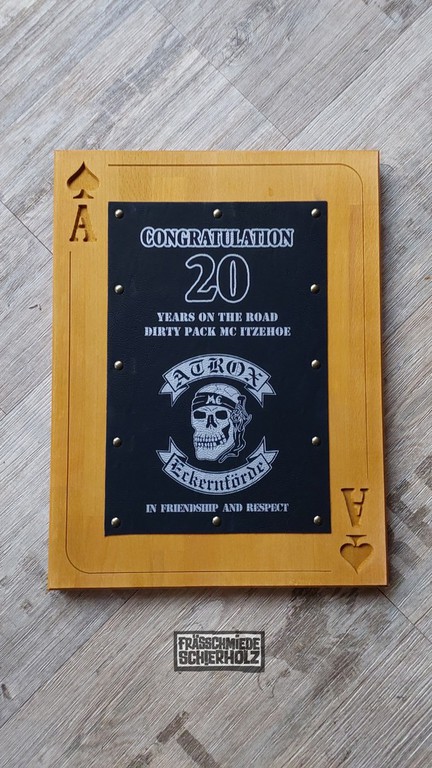 A
CONGRATULATION
20
YEARS ON THE ROAD
DIRTY PACK MC ITZEHOE
ATROX
MC
Eckernförde
IN FRIENDSHIP AND RESPECT
A
FRÄSSCHMIEDE
SCHIERHOLZ